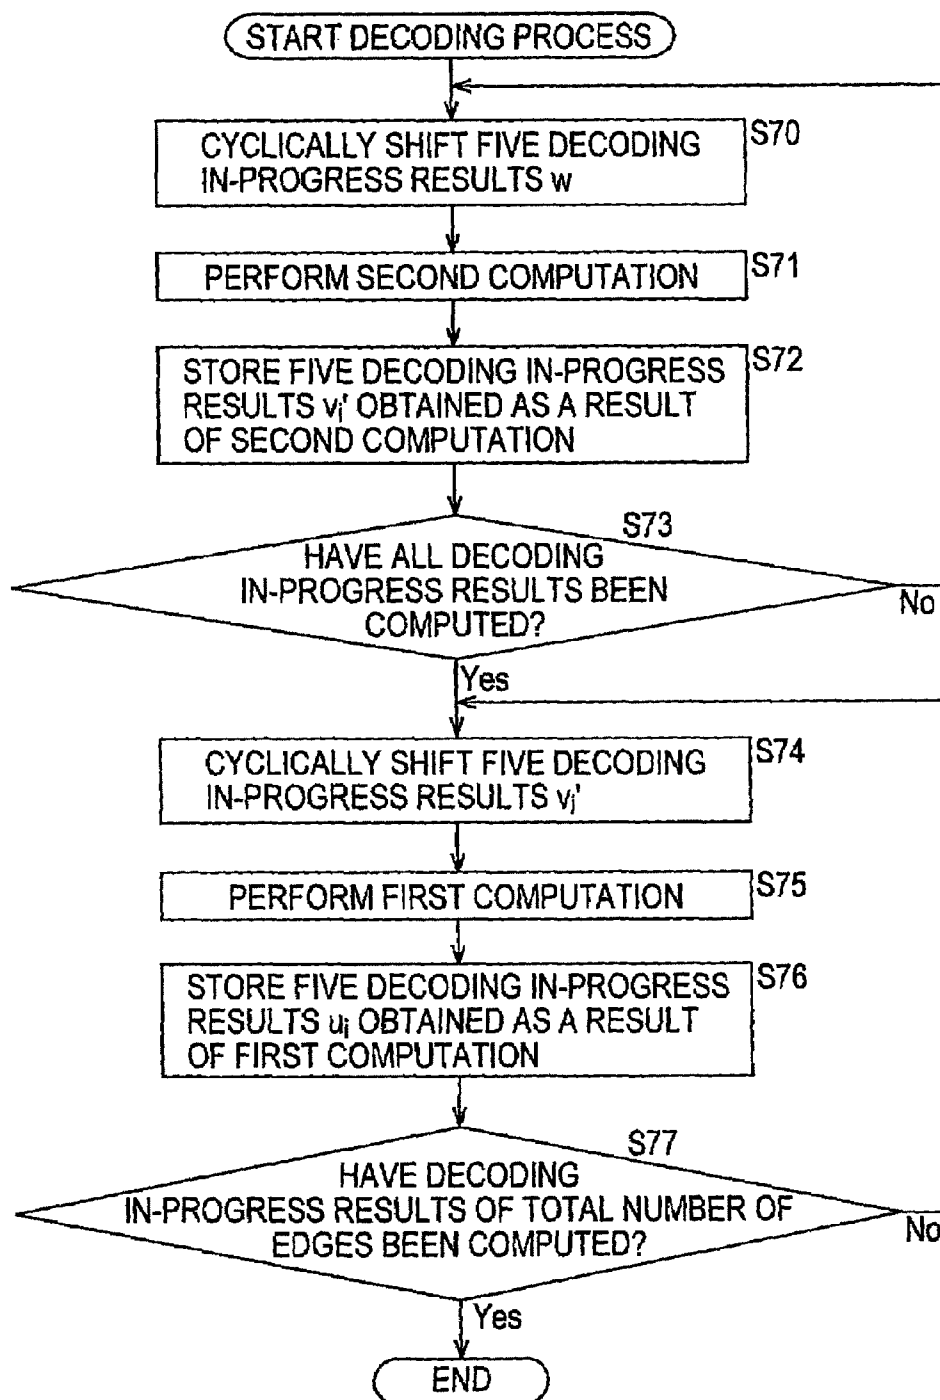 START DECODING PROCESS
S70
CYCLICALLY SHIFT FIVE DECODING
IN-PROGRESS RESULTS w
S71
PERFORM SECOND COMPUTATION
S72
STORE FIVE DECODING IN-PROGRESS
RESULTS vᵢ' OBTAINED AS A RESULT
OF SECOND COMPUTATION
S73
HAVE ALL DECODING
IN-PROGRESS RESULTS BEEN
COMPUTED?
No
Yes
S74
CYCLICALLY SHIFT FIVE DECODING
IN-PROGRESS RESULTS vᵢ'
S75
PERFORM FIRST COMPUTATION
S76
STORE FIVE DECODING IN-PROGRESS
RESULTS uⱼ OBTAINED AS A RESULT
OF FIRST COMPUTATION
S77
HAVE DECODING
IN-PROGRESS RESULTS OF TOTAL NUMBER OF
EDGES BEEN COMPUTED?
No
Yes
END